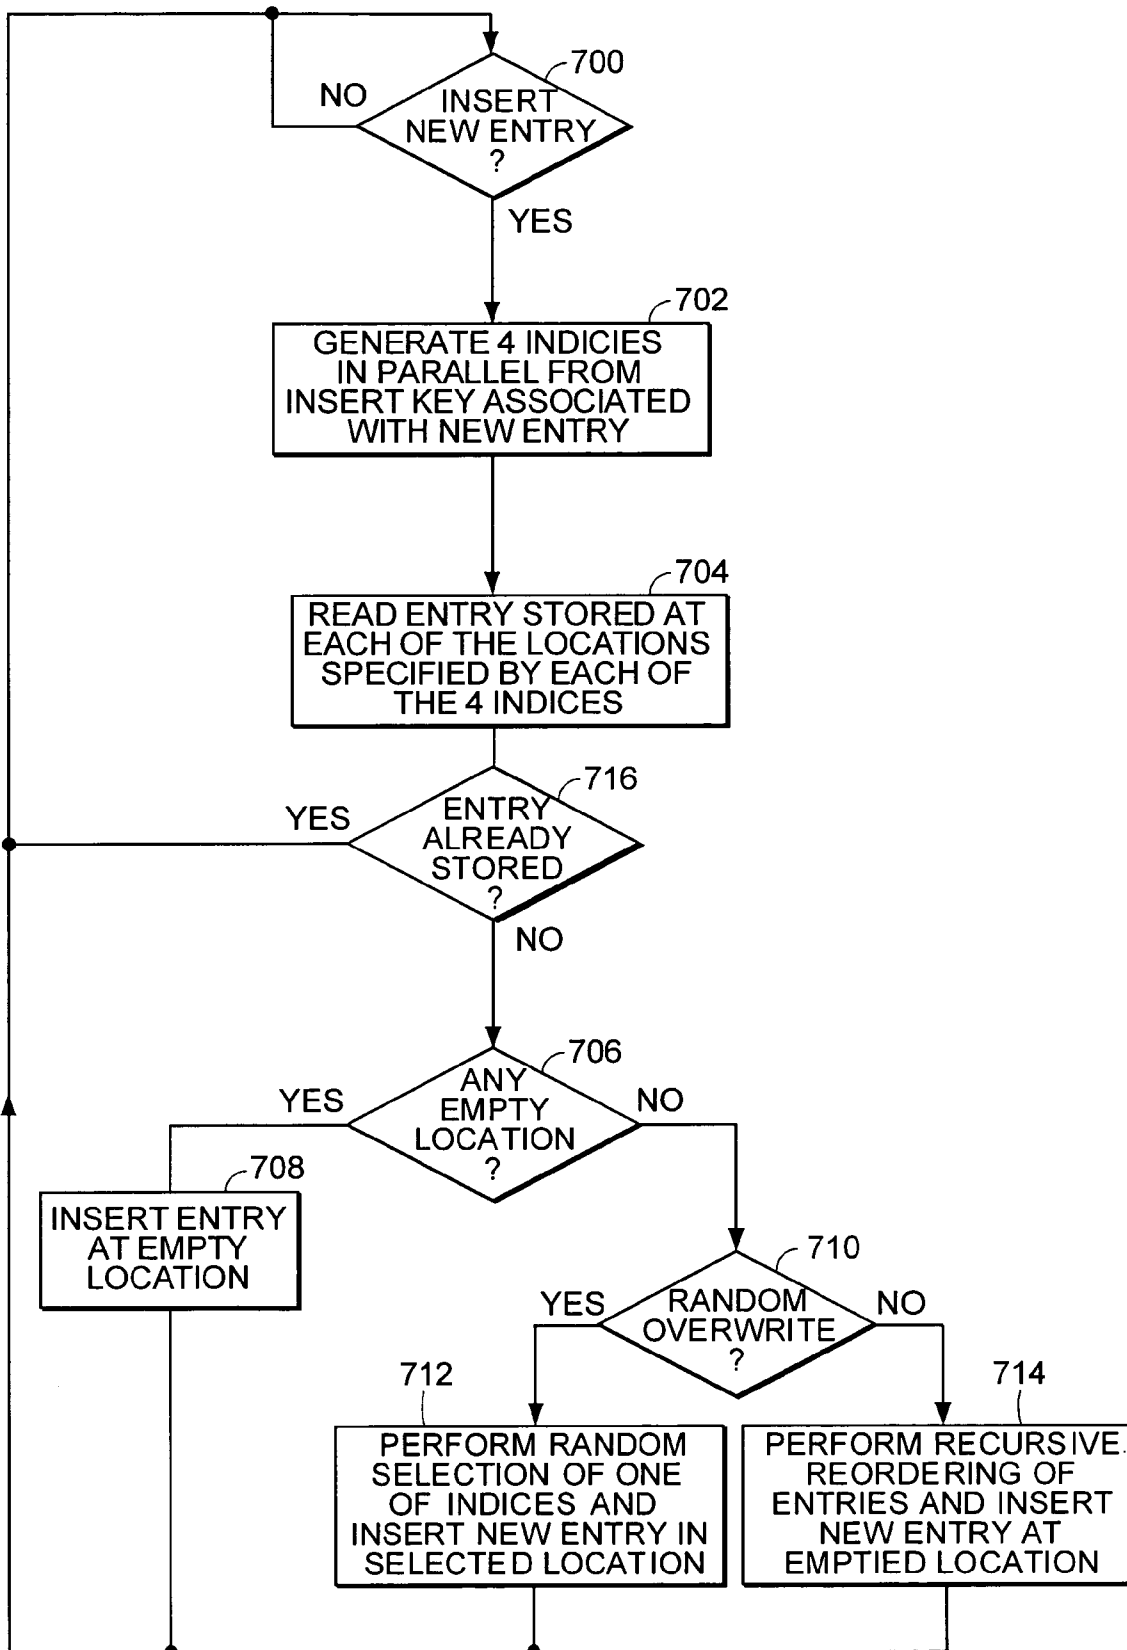 700
NO
INSERT
NEW ENTRY
?
YES
702
GENERATE 4 INDICIES
IN PARALLEL FROM
INSERT KEY ASSOCIATED
WITH NEW ENTRY
704
READ ENTRY STORED AT
EACH OF THE LOCATIONS
SPECIFIED BY EACH OF
THE 4 INDICES
716
YES
ENTRY
ALREADY
STORED
?
NO
706
YES
ANY
EMPTY
LOCATION
?
NO
708
INSERT ENTRY
AT EMPTY
LOCATION
710
YES
RANDOM
OVERWRITE
?
NO
712
PERFORM RANDOM
SELECTION OF ONE
OF INDICES AND
INSERT NEW ENTRY IN
SELECTED LOCATION
714
PERFORM RECURSIVE
REORDERING OF
ENTRIES AND INSERT
NEW ENTRY AT
EMPTIED LOCATION